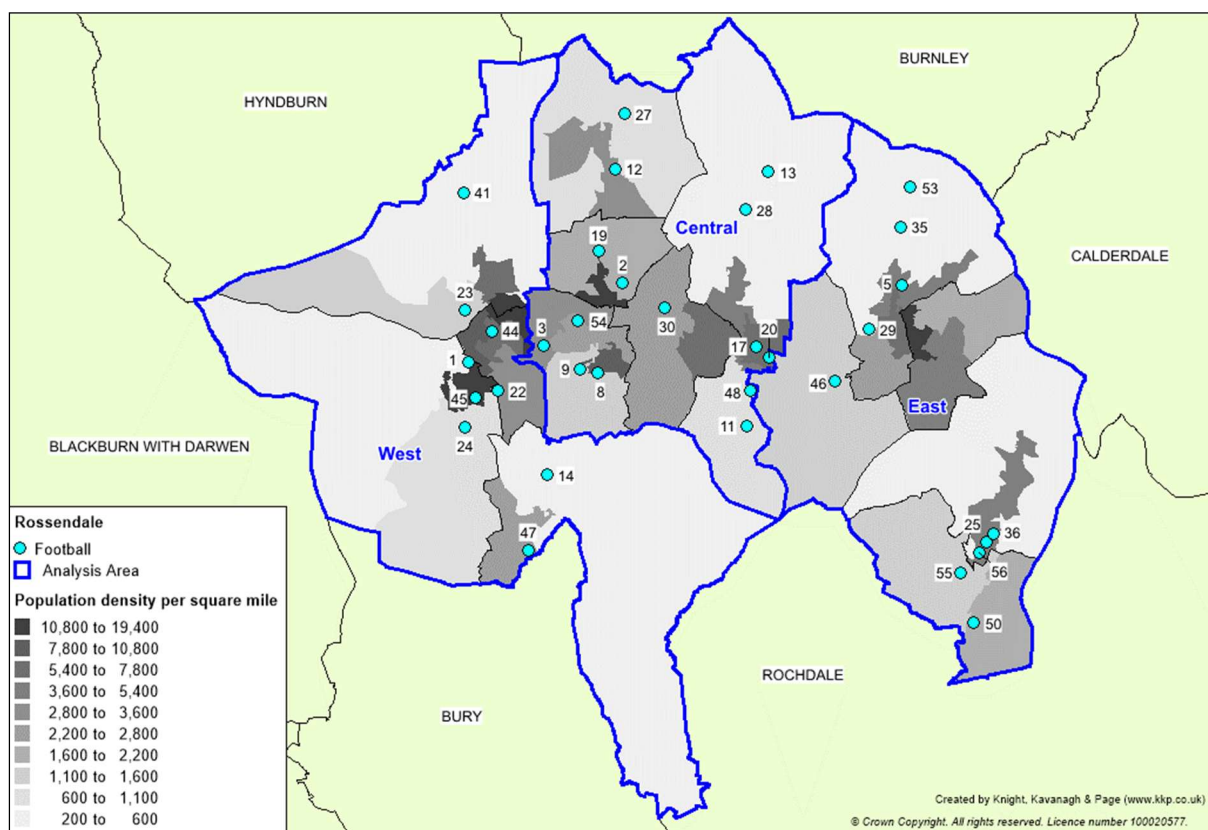 BURNLEY
HYNDBURN
27
12
13
53
41
28
35
Central
19
CALDERDALE
2
5
23
54
30
20
44
3
29
17
1
9
46
22
8
48
45
East
11
24
BLACKBURN WITH DARWEN
West
14
47
25
36
55
56
50
ROCHDALE
BURY
Rossendale
Football
Analysis Area
Population density per square mile
10,800 to 19,400
7,800 to 10,800
5,400 to 7,800
3,600 to 5,400
2,800 to 3,600
2,200 to 2,800
1,600 to 2,200
1,100 to 1,600
600 to 1,100
200 to 600
Created by Knight, Kavanagh & Page (www.kkp.co.uk)
© Crown Copyright. All rights reserved. Licence number 100020577.